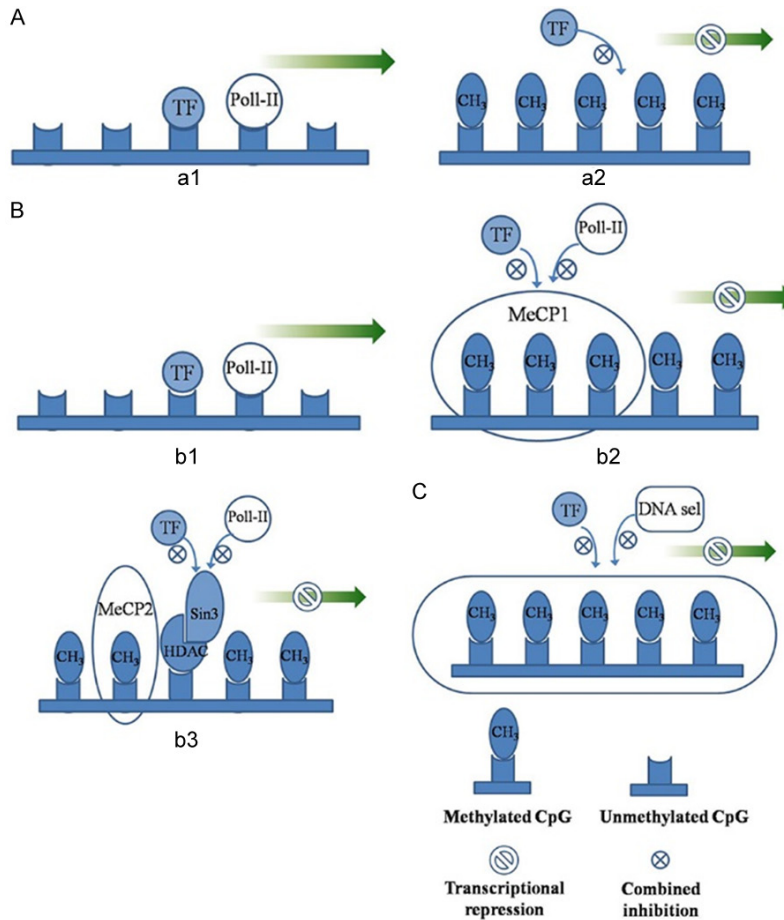 A
TF
Poll-II
a1
TF
CH3 CH3 CH3 CH3 CH3
a2
B
TF
Poll-II
b1
TF
Poll-II
MeCP1
CH3 CH3 CH3 CH3 CH3
b2
TF
Poll-II
MeCP2
Sin3
HDAC
CH3 CH3 CH3 CH3
b3
C
TF
DNA sel
CH3 CH3 CH3 CH3 CH3
CH3
Methylated CpG
Unmethylated CpG
Transcriptional
repression
Combined
inhibition